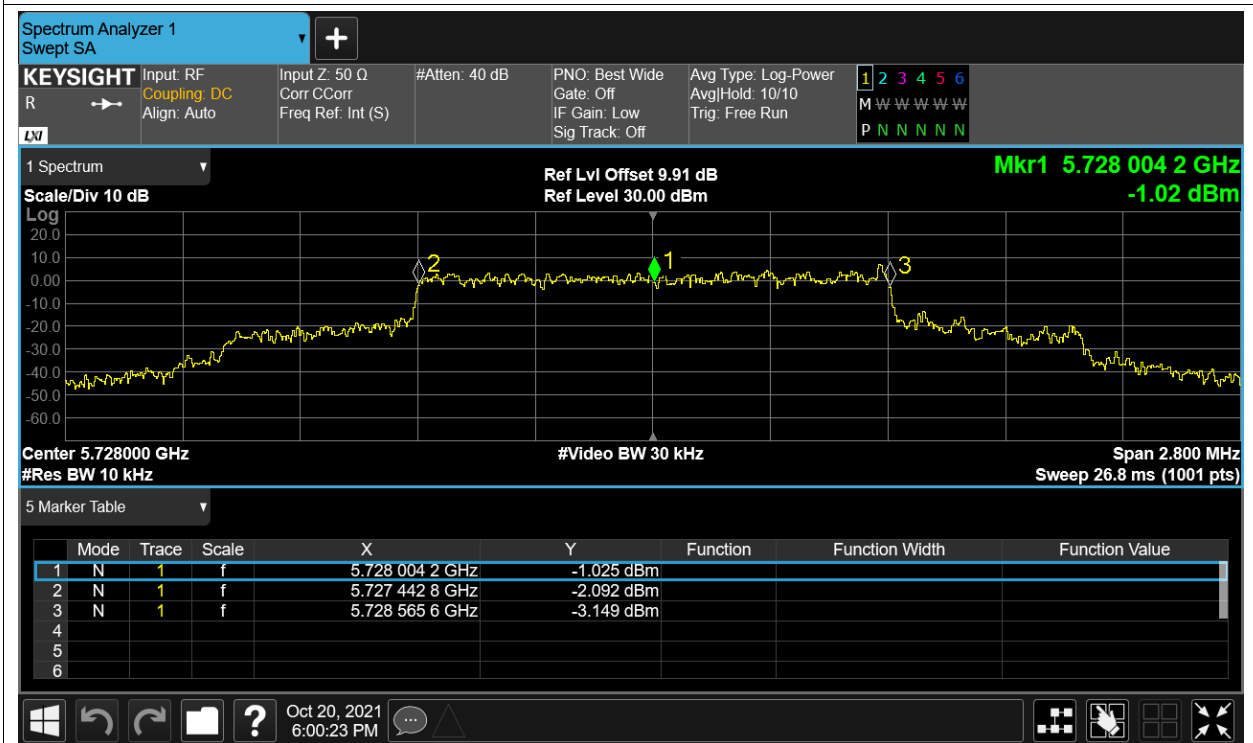 Spectrum Analyzer 1
Swept SA
+
KEYSIGHT Input: RF Input Z: 50 Ω #Atten: 40 dB PNO: Best Wide Avg Type: Log-Power 1 2 3 4 5 6
R Coupling: DC Corr CCorr Gate: Off Avg|Hold: 10/10 M W W W W W
Align: Auto Freq Ref: Int (S) IF Gain: Low Trig: Free Run
LXI Sig Track: Off P N N N N N
1 Spectrum Ref Lvl Offset 9.91 dB Mkr1 5.728 004 2 GHz
Scale/Div 10 dB Ref Level 30.00 dBm -1.02 dBm
Log
20.0
10.0 2 1 3
0.00
-10.0
-20.0
-30.0
-40.0
-50.0
-60.0
Center 5.728000 GHz #Video BW 30 kHz Span 2.800 MHz
#Res BW 10 kHz Sweep 26.8 ms (1001 pts)
5 Marker Table
Mode Trace Scale X Y Function Function Width Function Value
1 N 1 f 5.728 004 2 GHz -1.025 dBm
2 N 1 f 5.727 442 8 GHz -2.092 dBm
3 N 1 f 5.728 565 6 GHz -3.149 dBm
4
5
6
? Oct 20, 2021
6:00:23 PM